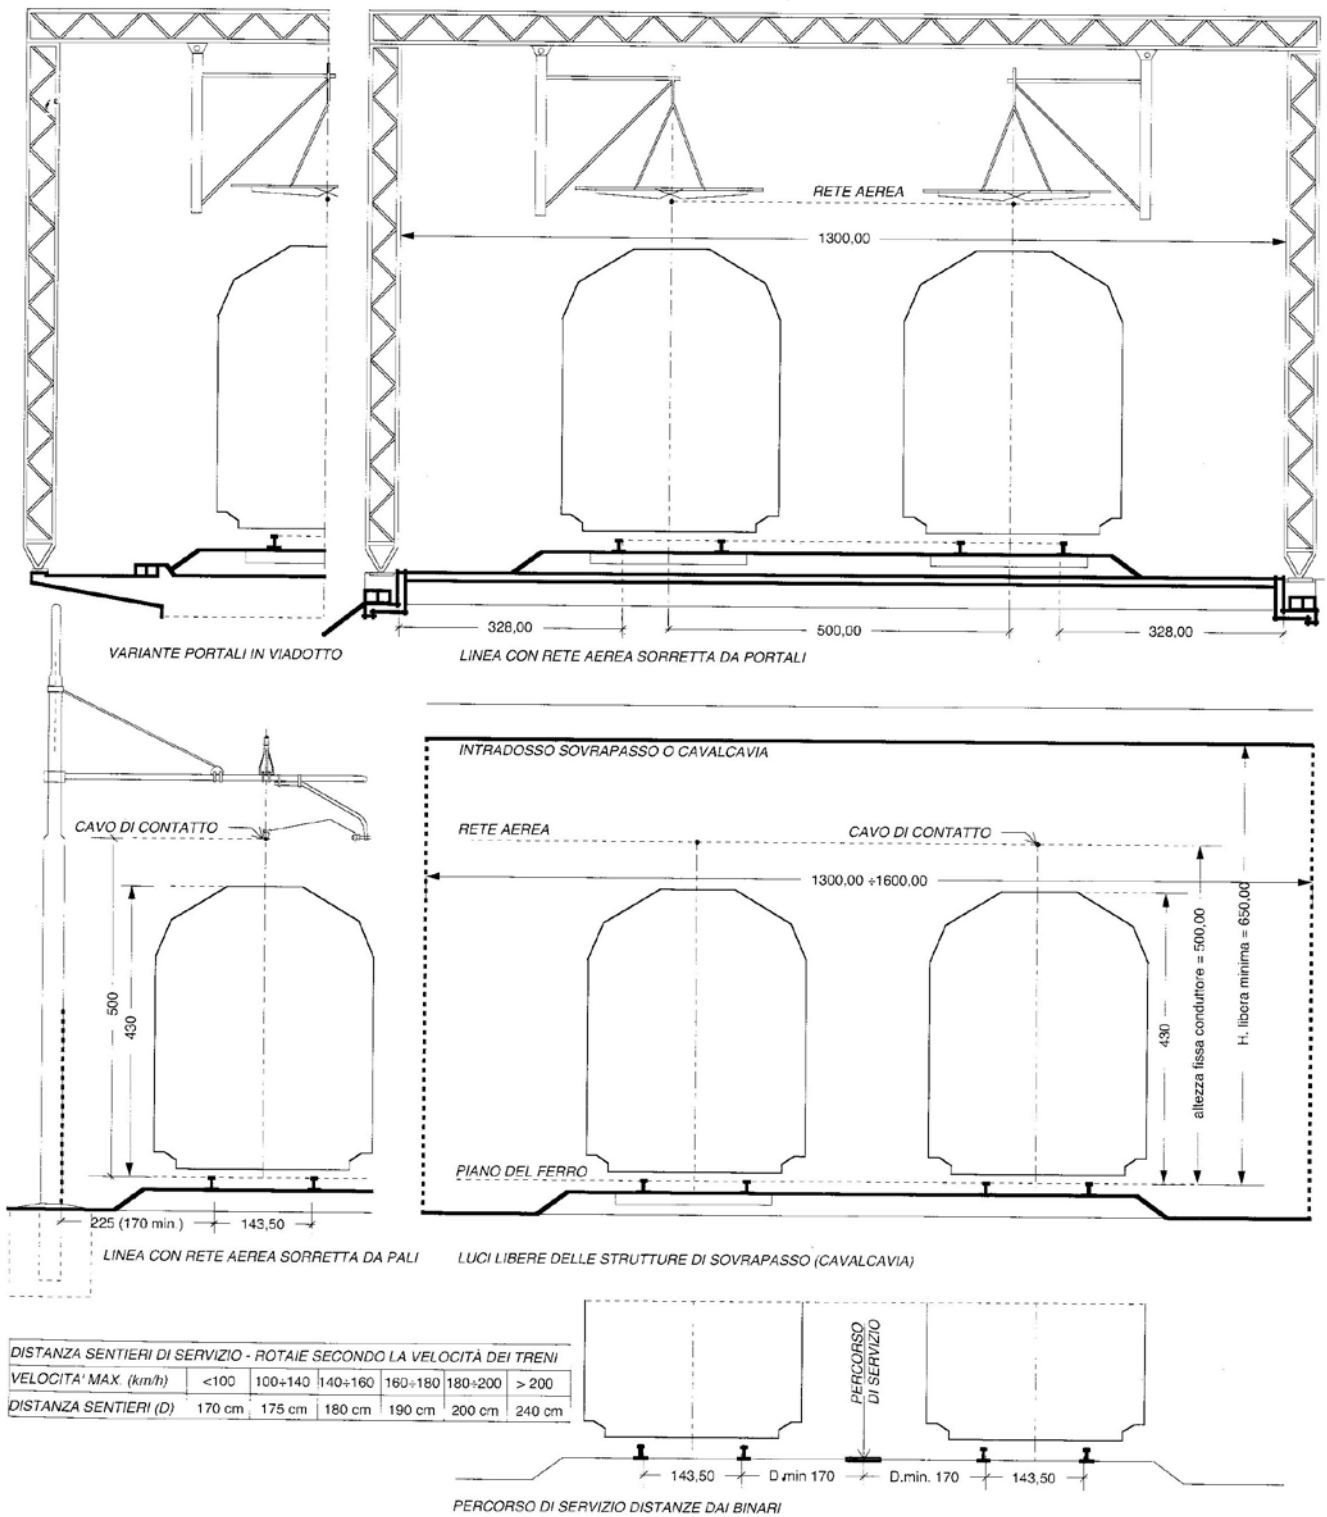 RETE AEREA
1300,00
328,00
500,00
328,00
VARIANTE PORTALI IN VIADOTTO
LINEA CON RETE AEREA SORRETTA DA PORTALI
CAVO DI CONTATTO
500
430
225 (170 min.)
143,50
LINEA CON RETE AEREA SORRETTA DA PALI
INTRADOSSO SOVRAPASSO O CAVALCAVIA
RETE AEREA
CAVO DI CONTATTO
1300,00 ÷1600,00
430
altezza fissa conduttore = 500,00
H. libera minima = 650,00
PIANO DEL FERRO
LUCI LIBERE DELLE STRUTTURE DI SOVRAPASSO (CAVALCAVIA)
DISTANZA SENTIERI DI SERVIZIO - ROTAIE SECONDO LA VELOCITÀ DEI TRENI
VELOCITA' MAX. (km/h) <100 100÷140 140÷160 160÷180 180÷200 > 200
DISTANZA SENTIERI (D) 170 cm 175 cm 180 cm 190 cm 200 cm 240 cm
PERCORSO
DI SERVIZIO
143,50
D.min 170
D.min. 170
143,50
PERCORSO DI SERVIZIO DISTANZE DAI BINARI